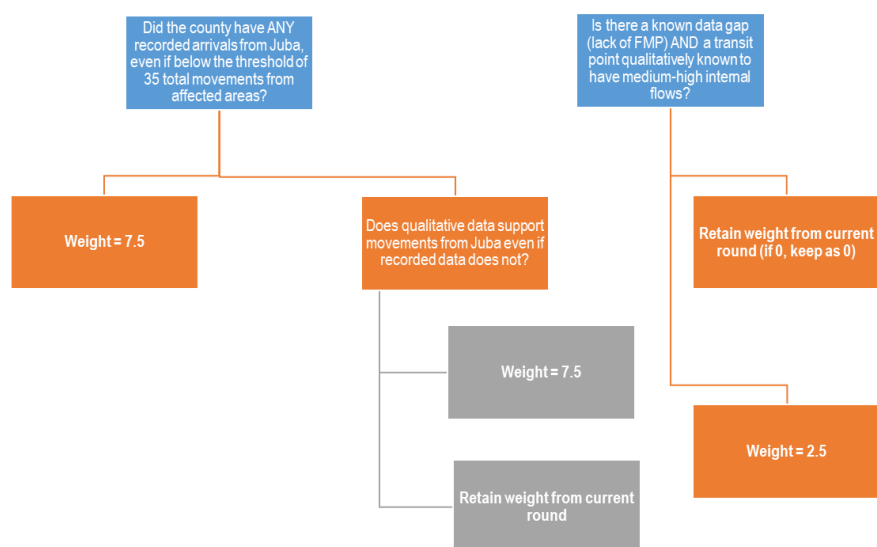 Did the county have ANY
recorded arrivals from Juba,
even if below the threshold of
35 total movements from
affected areas?
Is there a known data gap
(lack of FMP) AND a transit
point qualitatively known to
have medium-high internal
flows?
Weight = 7.5
Does qualitative data support
movements from Juba even if
recorded data does not?
Retain weight from current
round (if 0, keep as 0)
Weight = 7.5
Weight = 2.5
Retain weight from current
round